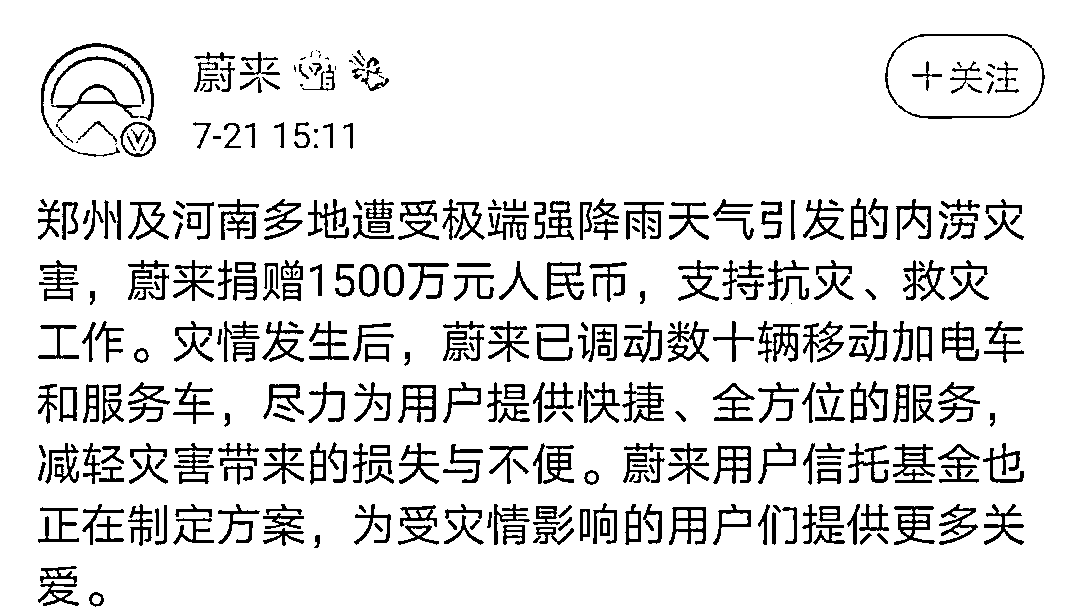 蔚来
+关注
7-21 15:11
郑州及河南多地遭受极端强降雨天气引发的内涝灾
害，蔚来捐赠1500万元人民币，支持抗灾、救灾
工作。灾情发生后，蔚来已调动数十辆移动加电车
和服务车，尽力为用户提供快捷、全方位的服务，
减轻灾害带来的损失与不便。蔚来用户信托基金也
正在制定方案，为受灾情影响的用户们提供更多关
爱。